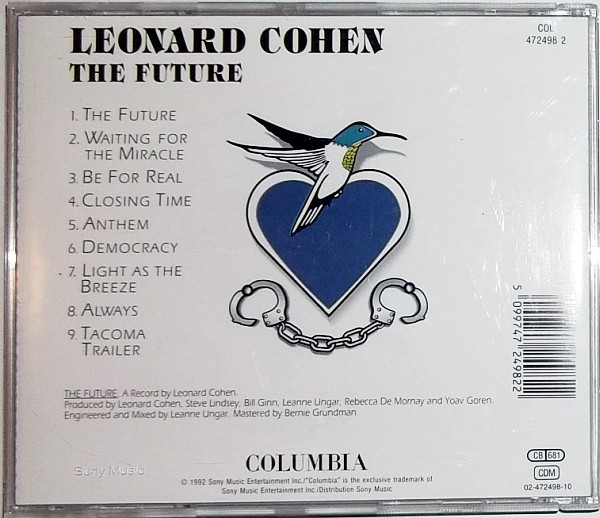 LEONARD COHEN
THE FUTURE
COL
472498 2
1. THE FUTURE
2. WAITING FOR
THE MIRACLE
3. BE FOR REAL
4. CLOSING TIME
5. ANTHEM
6. DEMOCRACY
7. LIGHT AS THE
BREEZE
8. ALWAYS
9. TACOMA
TRAILER
5 099747 249822
THE FUTURE. A Record by Leonard Cohen.
Produced by Leonard Cohen, Steve Lindsey, Bill Ginn, Leanne Ungar, Rebecca De Mornay and Yoav Goren.
Engineered and Mixed by Leanne Ungar. Mastered by Bernie Grundman.
Sony Music
COLUMBIA
© 1992 Sony Music Entertainment Inc./"Columbia" is the exclusive trademark of
Sony Music Entertainment Inc./Distribution Sony Music
CB 681
CDM
02-472498-10